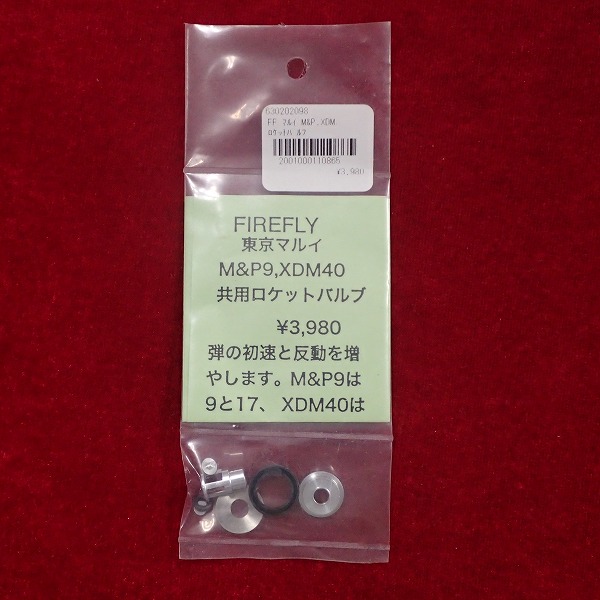 630202098
FF マルイ M&P.XDM
ロケットバルブ
2001000110865
¥3,980
FIREFLY
東京マルイ
M&P9,XDM40
共用ロケットバルブ
¥3,980
弾の初速と反動を増
やします。M&P9は
9と17、 XDM40は